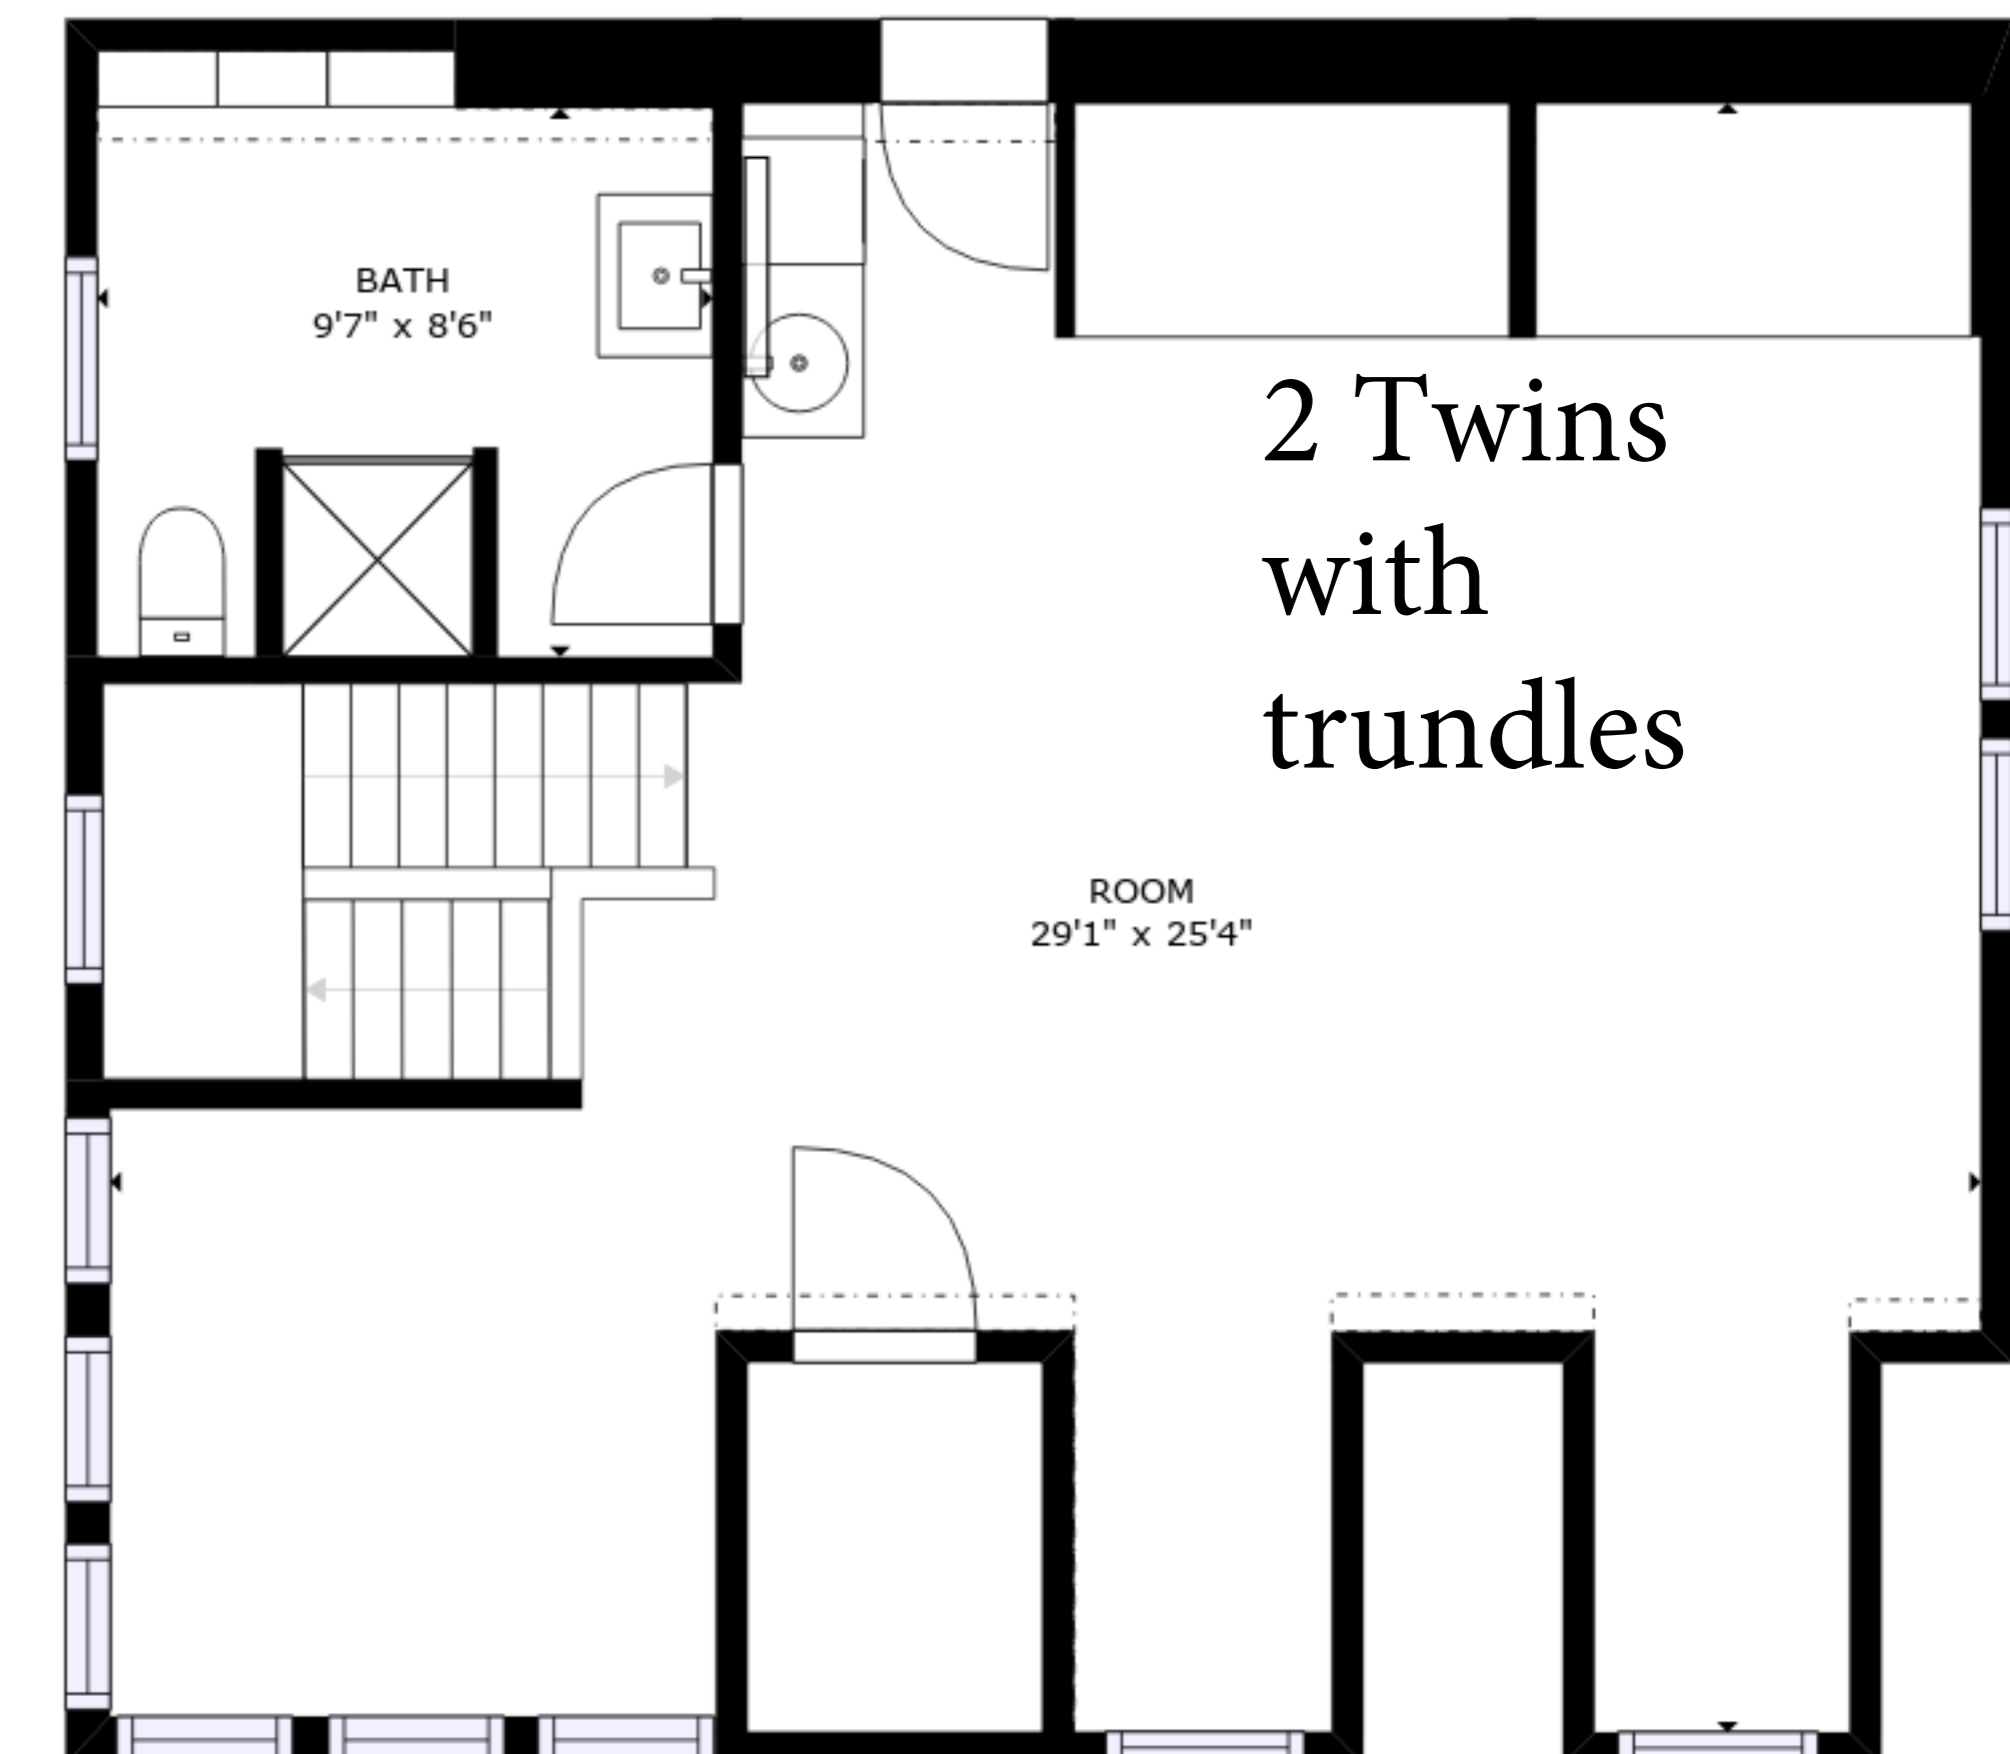 BATH
9'7" x 8'6"
2 Twins
with
trundles
ROOM
29'1" x 25'4"